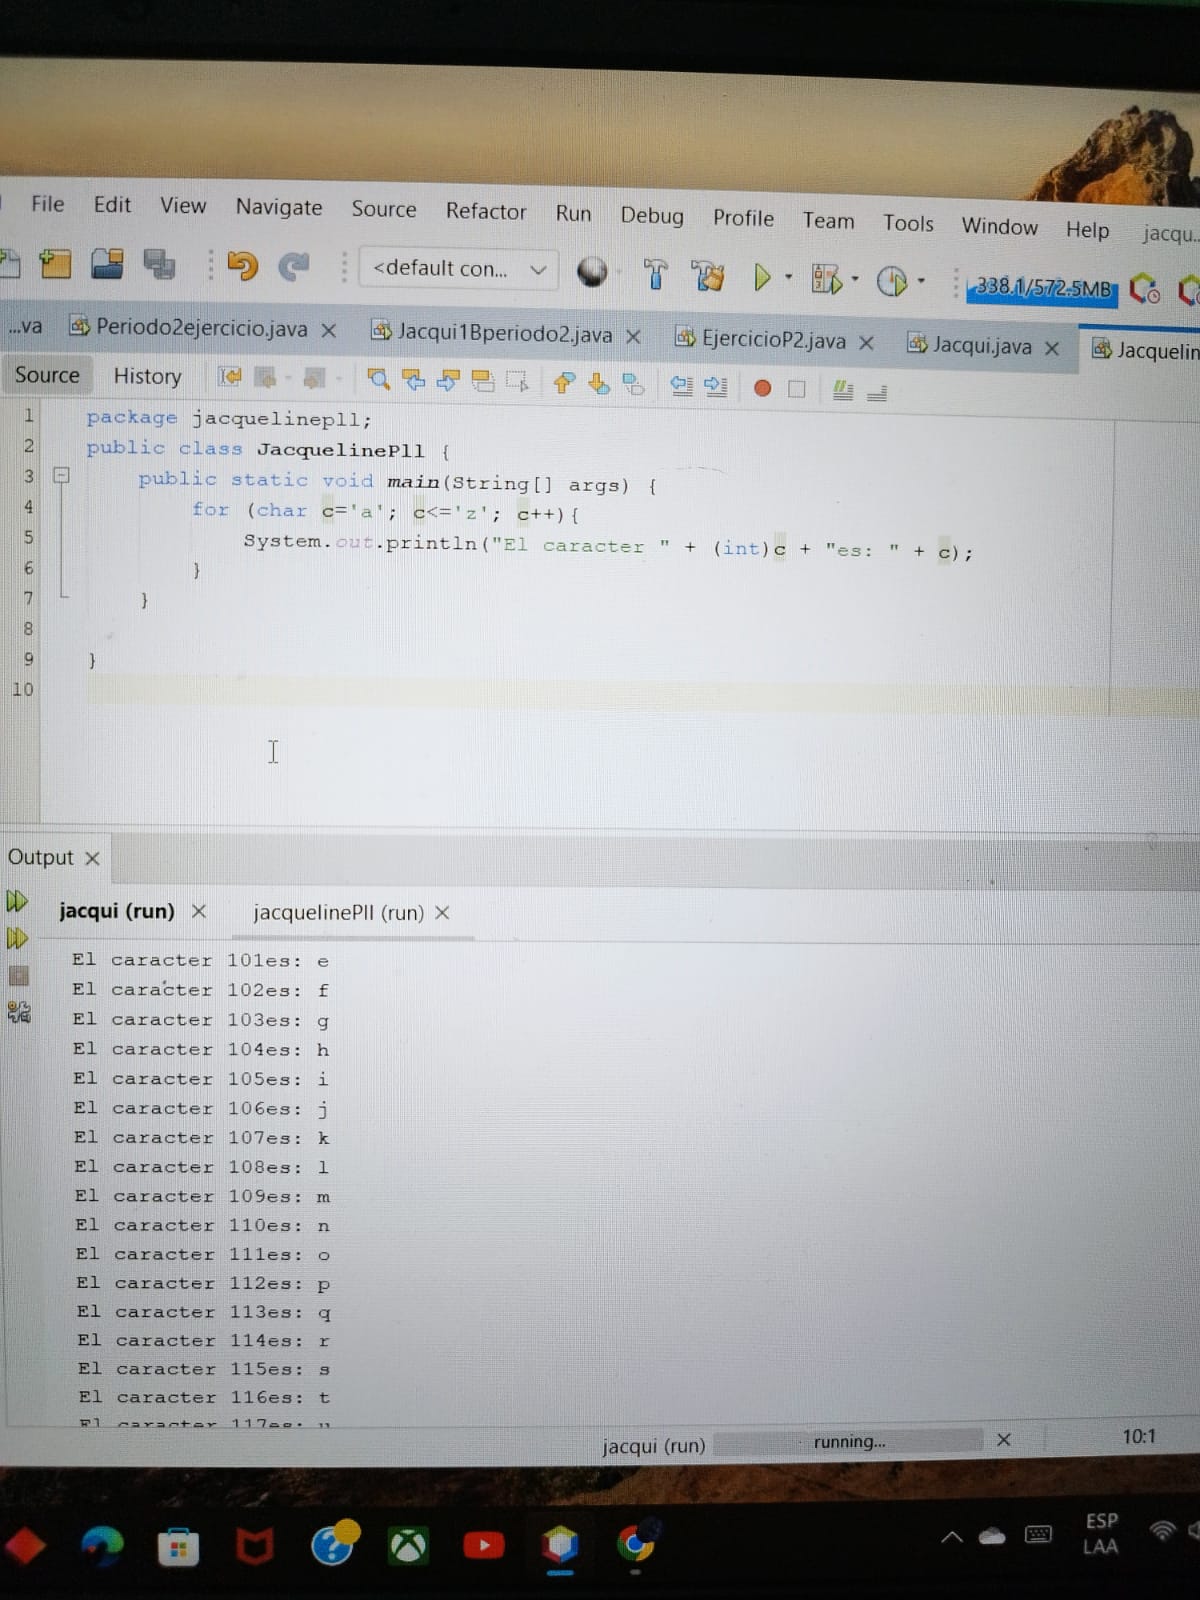 File Edit View Navigate Source Refactor Run Debug Profile Team Tools Window Help jacqu...
<default con... 338.1/572.5MB
...va Periodo2ejercicio.java Jacqui1Bperiodo2.java EjercicioP2.java Jacqui.java Jacquelin
Source History
1 package jacquelinepll;
2 public class JacquelinePll {
3 public static void main(String[] args) {
4 for (char c='a'; c<='z'; c++){
5 System.out.println("El caracter " + (int)c + "es: " + c);
6 }
7 }
8
9 }
10
Output
jacqui (run) jacquelinePll (run)
El caracter 101es: e
El caracter 102es: f
El caracter 103es: g
El caracter 104es: h
El caracter 105es: i
El caracter 106es: j
El caracter 107es: k
El caracter 108es: l
El caracter 109es: m
El caracter 110es: n
El caracter 111es: o
El caracter 112es: p
El caracter 113es: q
El caracter 114es: r
El caracter 115es: s
El caracter 116es: t
El caracter 117es: u
jacqui (run) running... 10:1
ESP
LAA